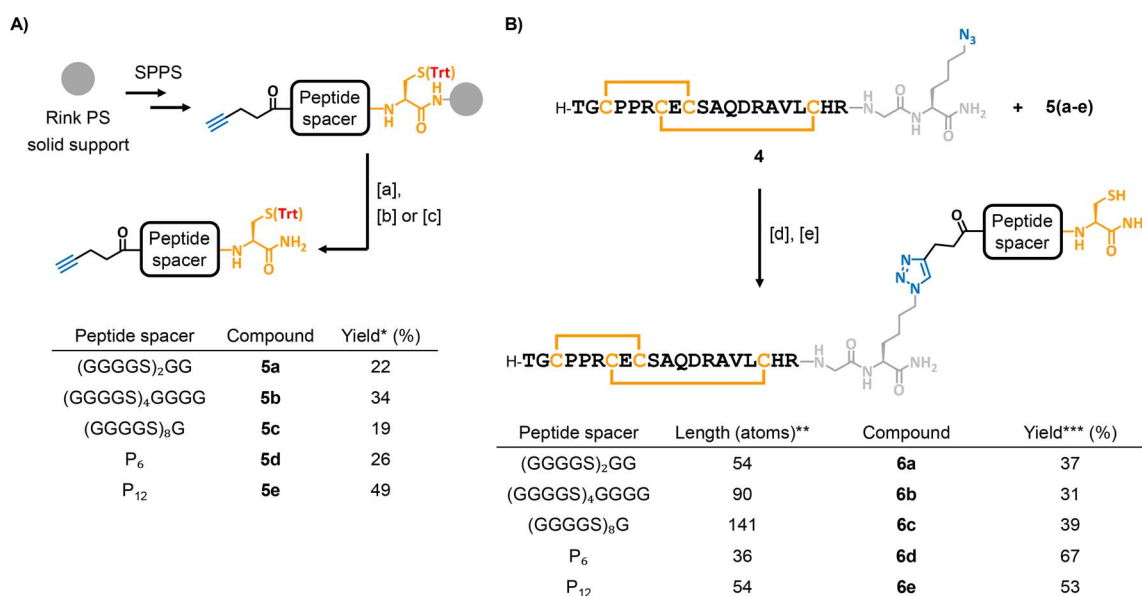 A)
Rink PS
solid support
SPPS
O
Peptide
spacer
S(Trt)
N
H
H
N
O
[a],
[b] or [c]
O
Peptide
spacer
S(Trt)
N
H
NH₂
O
Peptide spacer Compound Yield* (%)
(GGGGS)₂GG 5a 22
(GGGGS)₄GGGG 5b 34
(GGGGS)₈G 5c 19
P₆ 5d 26
P₁₂ 5e 49
B)
N₃
H-TGCPPRCECSAQDRAVLCHR
H
N
O
N
H
NH₂
O
+ 5(a-e)
4
[d], [e]
SH
O
Peptide
spacer
N
H
NH
O
N
N
N
H-TGCPPRCECSAQDRAVLCHR
N
H
O
N
H
NH₂
O
Peptide spacer Length (atoms)** Compound Yield*** (%)
(GGGGS)₂GG 54 6a 37
(GGGGS)₄GGGG 90 6b 31
(GGGGS)₈G 141 6c 39
P₆ 36 6d 67
P₁₂ 54 6e 53